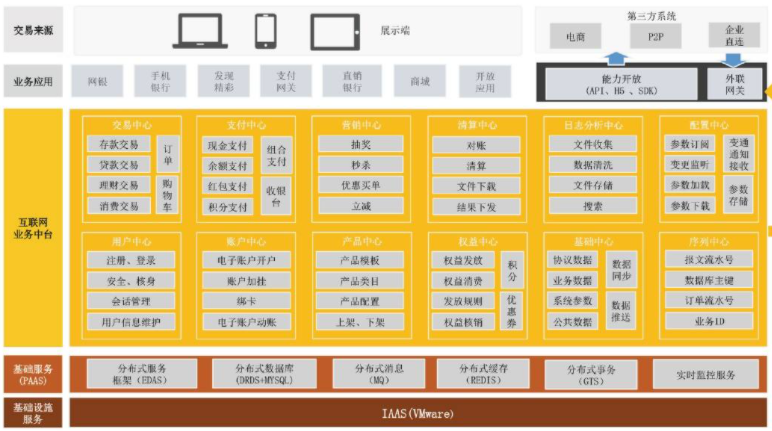 交易来源
展示端
第三方系统
电商
P2P
企业
直连
业务应用
网银
手机
银行
发现
精彩
支付
网关
直销
银行
商城
开放
应用
能力开放
(API、H5 、SDK)
外联
网关
互联网
业务中台
交易中心
存款交易
贷款交易
理财交易
消费交易
订单
购物车
支付中心
现金支付
余额支付
红包支付
积分支付
组合
支付
收银
台
营销中心
抽奖
秒杀
优惠买单
立减
清算中心
对账
清算
文件下载
结果下发
日志分析中心
文件收集
数据清洗
文件存储
搜索
配置中心
参数订阅
变更监听
参数加载
参数下载
变通
通知
接收
参数
存储
用户中心
注册、登录
安全、核身
会话管理
用户信息维护
账户中心
电子账户开户
账户加挂
绑卡
电子账户动账
产品中心
产品模板
产品类目
产品配置
上架、下架
权益中心
权益发放
权益消费
发放规则
权益核销
积分
优惠券
基础中心
协议数据
业务数据
系统参数
公共数据
数据
同步
数据
推送
序列中心
报文流水号
数据库主键
订单流水号
业务ID
基础服务
(PAAS)
分布式服务
框架（EDAS)
分布式数据库
(DRDS+MYSQL)
分布式消息
(MQ)
分布式缓存
(REDIS)
分布式事务
(GTS)
实时监控服务
基础设施
服务
IAAS(VMware)